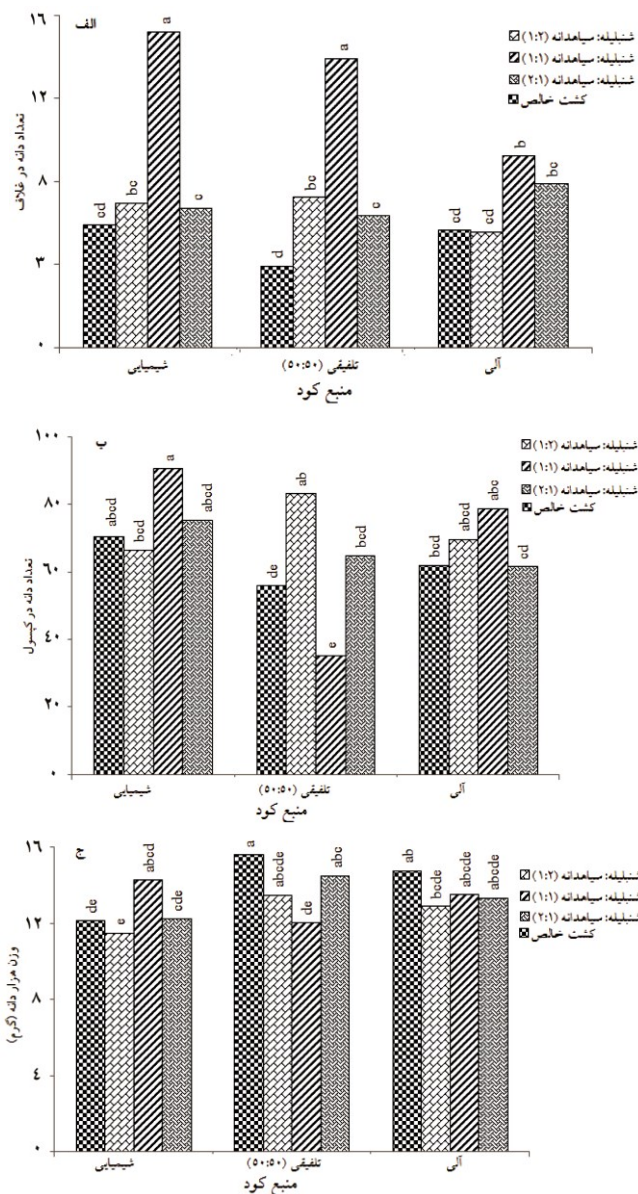 الف
شنبلیله: سیاهدانه (۱:۲)
شنبلیله: سیاهدانه (۱:۱)
شنبلیله: سیاهدانه (۲:۱)
کشت خالص
تعداد دانه در غلاف
۱۶
۱۲
۸
۳
۰
cd bc a c
d bc a c
cd cd b bc
شیمیایی تلفیقی (۵۰:۵۰) آلی
منبع کود
ب
شنبلیله: سیاهدانه (۱:۲)
شنبلیله: سیاهدانه (۱:۱)
شنبلیله: سیاهدانه (۲:۱)
کشت خالص
تعداد دانه در کپسول
۱۰۰
۸۰
۶۰
۴۰
۲۰
۰
abcd bcd a abcd
de ab e bcd
bcd abcd abc cd
شیمیایی تلفیقی (۵۰:۵۰) آلی
منبع کود
ج
شنبلیله: سیاهدانه (۱:۲)
شنبلیله: سیاهدانه (۱:۱)
شنبلیله: سیاهدانه (۲:۱)
کشت خالص
وزن هزار دانه (گرم)
۱۶
۱۲
۸
٤
۰
de e abcd cde
a abcde de abc
ab bcde abcde abcde
شیمیایی تلفیقی (۵۰:۵۰) آلی
منبع کود